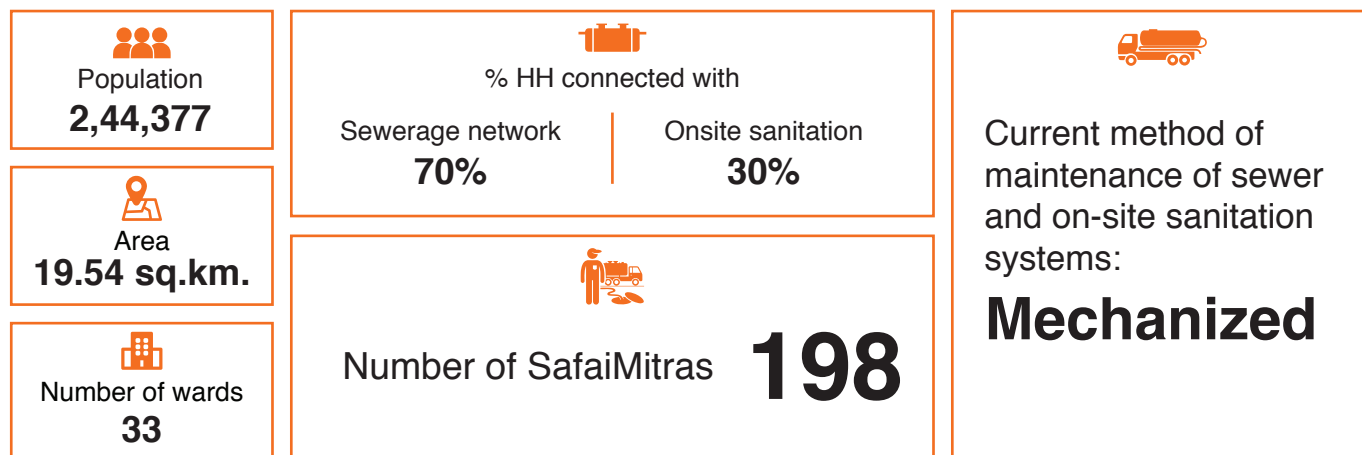 Population
2,44,377
Area
19.54 sq.km.
Number of wards
33
% HH connected with
Sewerage network
70%
Onsite sanitation
30%
Number of SafaiMitras 198
Current method of
maintenance of sewer
and on-site sanitation
systems:
Mechanized